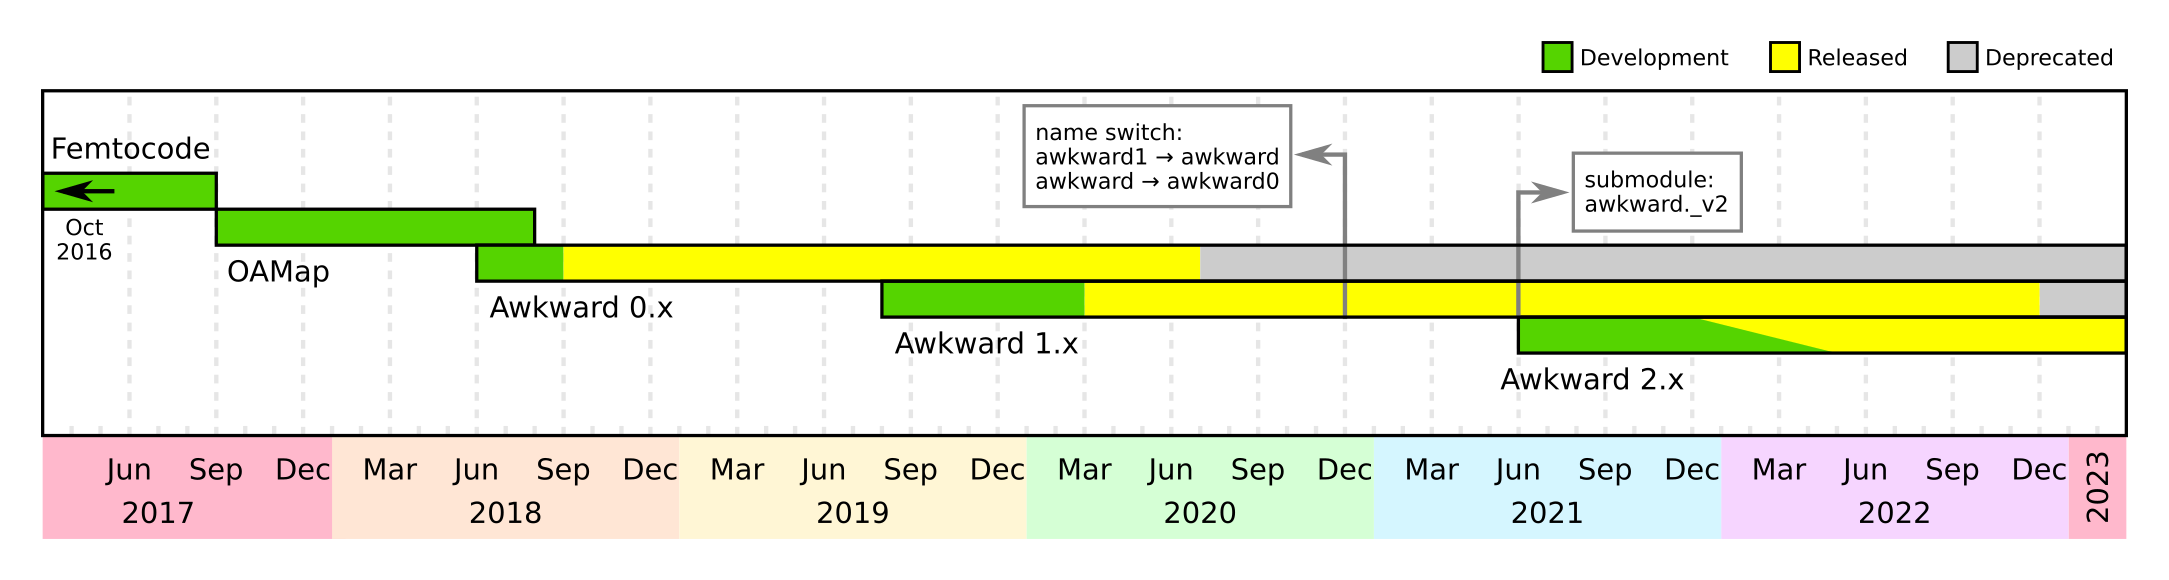 Development Released Deprecated
name switch:
awkward1 → awkward
awkward → awkward0
submodule:
awkward._v2
Femtocode
Oct
2016
OAMap
Awkward 0.x
Awkward 1.x
Awkward 2.x
Jun Sep Dec Mar Jun Sep Dec Mar Jun Sep Dec Mar Jun Sep Dec Mar Jun Sep Dec Mar Jun Sep Dec
2017 2018 2019 2020 2021 2022 2023